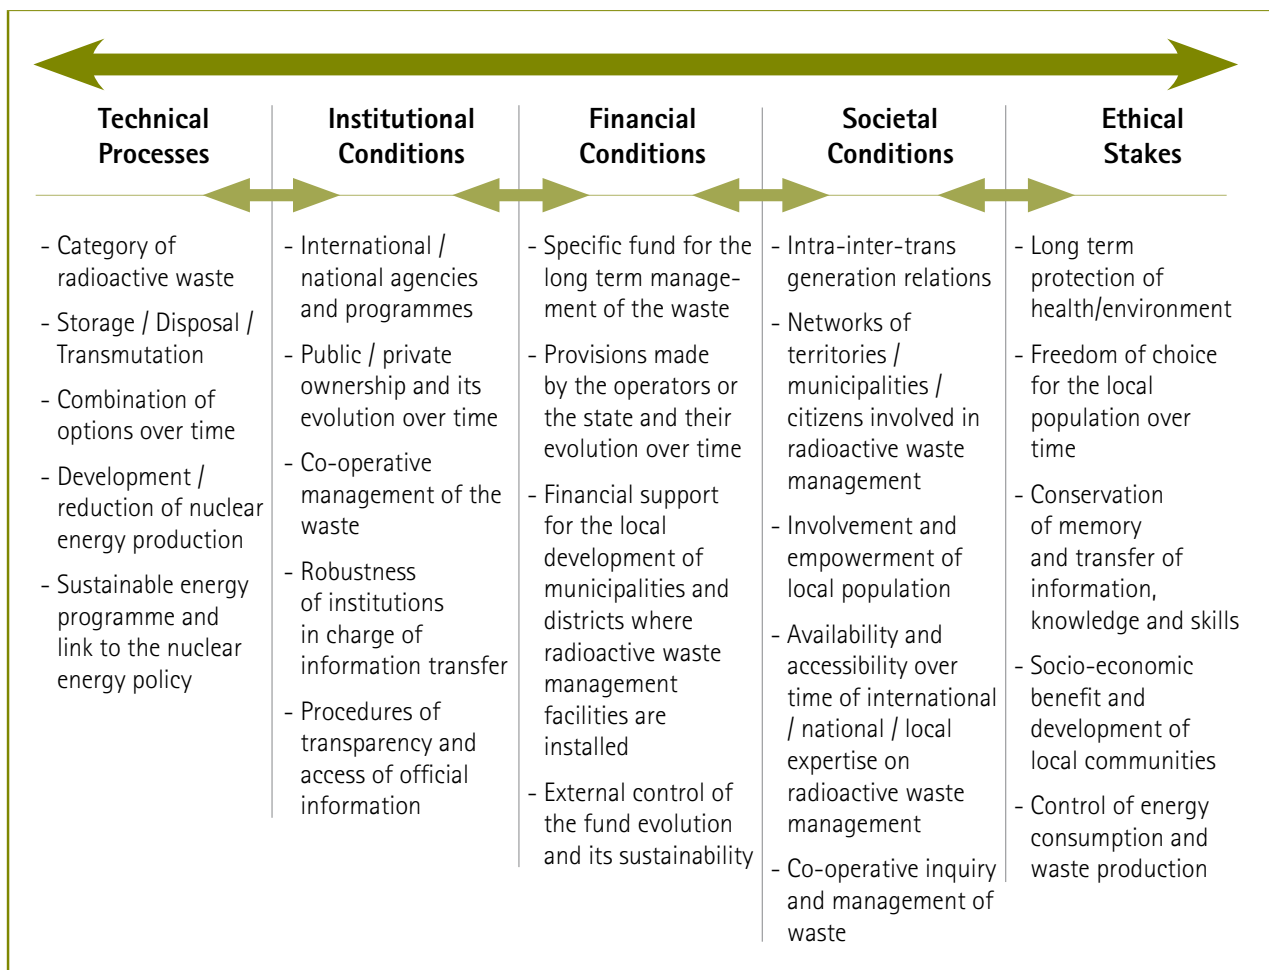 Technical
Processes
- Category of
radioactive waste
- Storage / Disposal /
Transmutation
- Combination of
options over time
- Development /
reduction of nuclear
energy production
- Sustainable energy
programme and
link to the nuclear
energy policy
Institutional
Conditions
- International /
national agencies
and programmes
- Public / private
ownership and its
evolution over time
- Co-operative
management of the
waste
- Robustness
of institutions
in charge of
information transfer
- Procedures of
transparency and
access of official
information
Financial
Conditions
- Specific fund for the
long term manage-
ment of the waste
- Provisions made
by the operators or
the state and their
evolution over time
- Financial support
for the local
development of
municipalities and
districts where
radioactive waste
management
facilities are
installed
- External control of
the fund evolution
and its sustainability
Societal
Conditions
- Intra-inter-trans
generation relations
- Networks of
territories /
municipalities /
citizens involved in
radioactive waste
management
- Involvement and
empowerment of
local population
- Availability and
accessibility over
time of international
/ national / local
expertise on
radioactive waste
management
- Co-operative inquiry
and management of
waste
Ethical
Stakes
- Long term
protection of
health/environment
- Freedom of choice
for the local
population over
time
- Conservation
of memory
and transfer of
information,
knowledge and skills
- Socio-economic
benefit and
development of
local communities
- Control of energy
consumption and
waste production